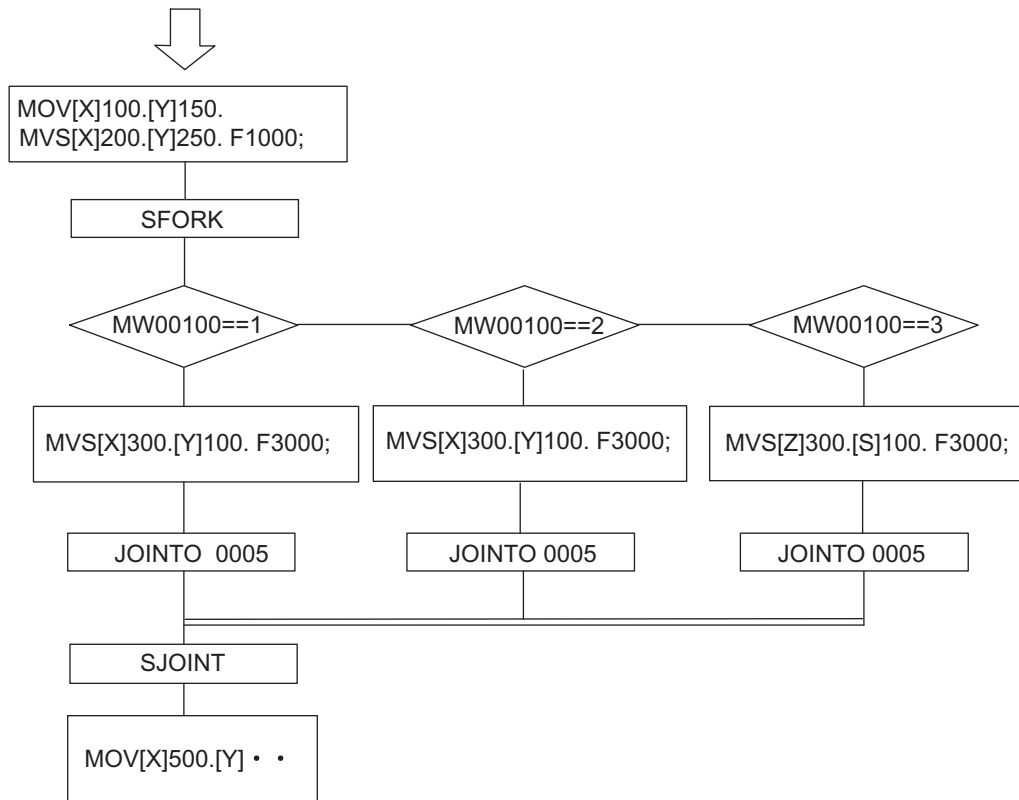 MOV[X]100.[Y]150.
MVS[X]200.[Y]250. F1000;
SFORK
MW00100==1
MW00100==2
MW00100==3
MVS[X]300.[Y]100. F3000;
MVS[X]300.[Y]100. F3000;
MVS[Z]300.[S]100. F3000;
JOINTO 0005
JOINTO 0005
JOINTO 0005
SJOINT
MOV[X]500.[Y]・・